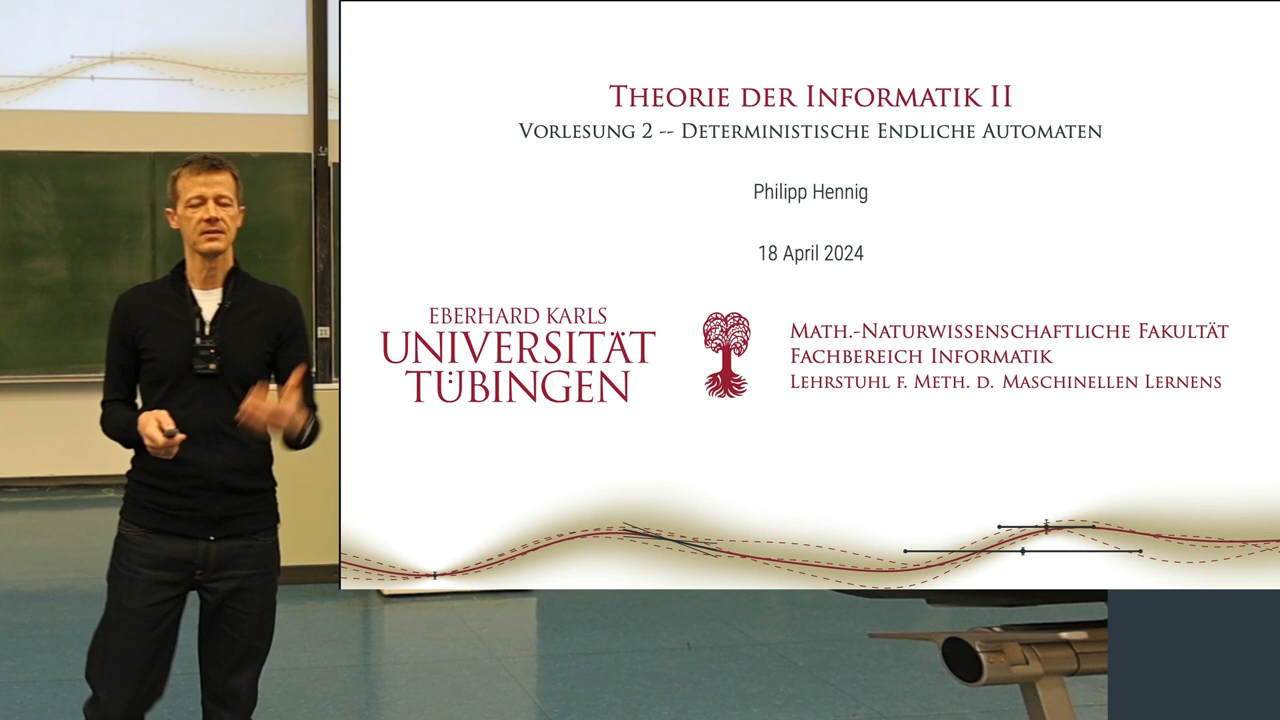 Theorie der Informatik II
Vorlesung 2 -- Deterministische Endliche Automaten
Philipp Hennig
18 April 2024
EBERHARD KARLS
UNIVERSITÄT
TÜBINGEN
Math.-Naturwissenschaftliche Fakultät
Fachbereich Informatik
Lehrstuhl f. Meth. d. Maschinellen Lernens